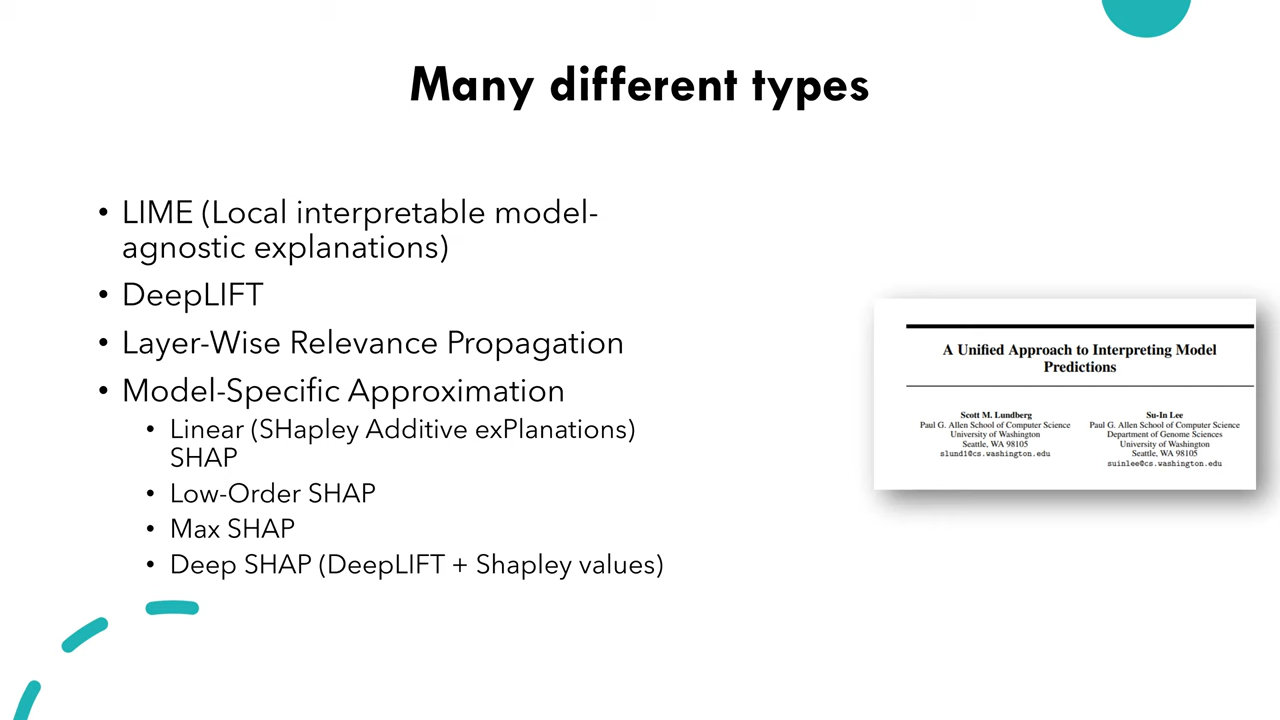 Many different types
• LIME (Local interpretable model-
agnostic explanations)
• DeepLIFT
• Layer-Wise Relevance Propagation
• Model-Specific Approximation
• Linear (SHapley Additive exPlanations)
SHAP
• Low-Order SHAP
• Max SHAP
• Deep SHAP (DeepLIFT + Shapley values)
A Unified Approach to Interpreting Model
Predictions
Scott M. Lundberg
Paul G. Allen School of Computer Science
University of Washington
Seattle, WA 98105
slund1@cs.washington.edu
Su-In Lee
Paul G. Allen School of Computer Science
Department of Genome Sciences
University of Washington
Seattle, WA 98105
suinlee@cs.washington.edu